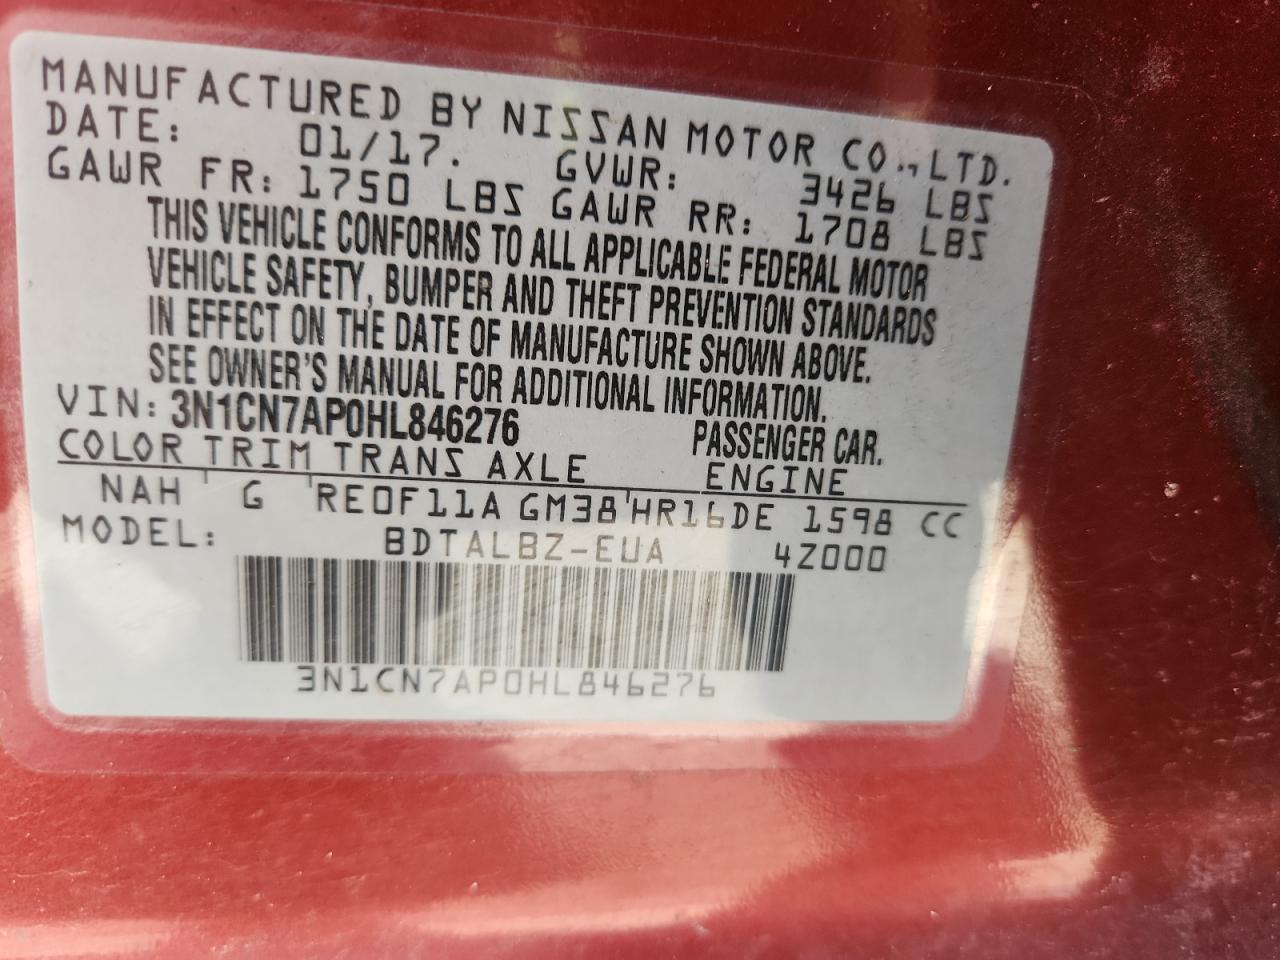 MANUFACTURED BY NISSAN MOTOR CO., LTD.
DATE: 01/17. GVWR: 3426 LBS
GAWR FR: 1750 LBS GAWR RR: 1708 LBS
THIS VEHICLE CONFORMS TO ALL APPLICABLE FEDERAL MOTOR
VEHICLE SAFETY, BUMPER AND THEFT PREVENTION STANDARDS
IN EFFECT ON THE DATE OF MANUFACTURE SHOWN ABOVE.
SEE OWNER'S MANUAL FOR ADDITIONAL INFORMATION.
VIN: 3N1CN7AP0HL846276 PASSENGER CAR.
COLOR TRIM TRANS AXLE ENGINE
NAH G RE0F11A GM38 HR16DE 1598 CC
MODEL: BDTALBZ-EUA 4Z000
3N1CN7AP0HL846276